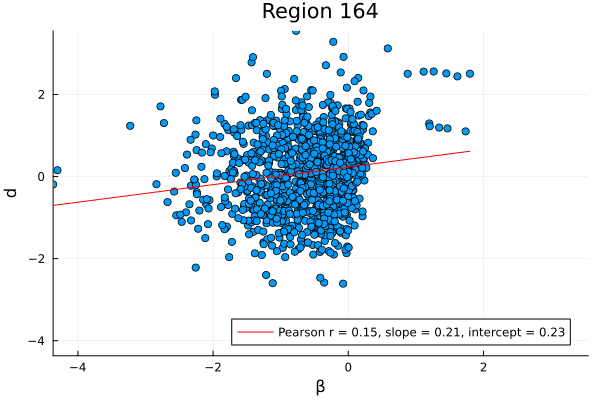 Region 164
d
2
0
−2
−4
Pearson r = 0.15, slope = 0.21, intercept = 0.23
−4
−2
0
2
β